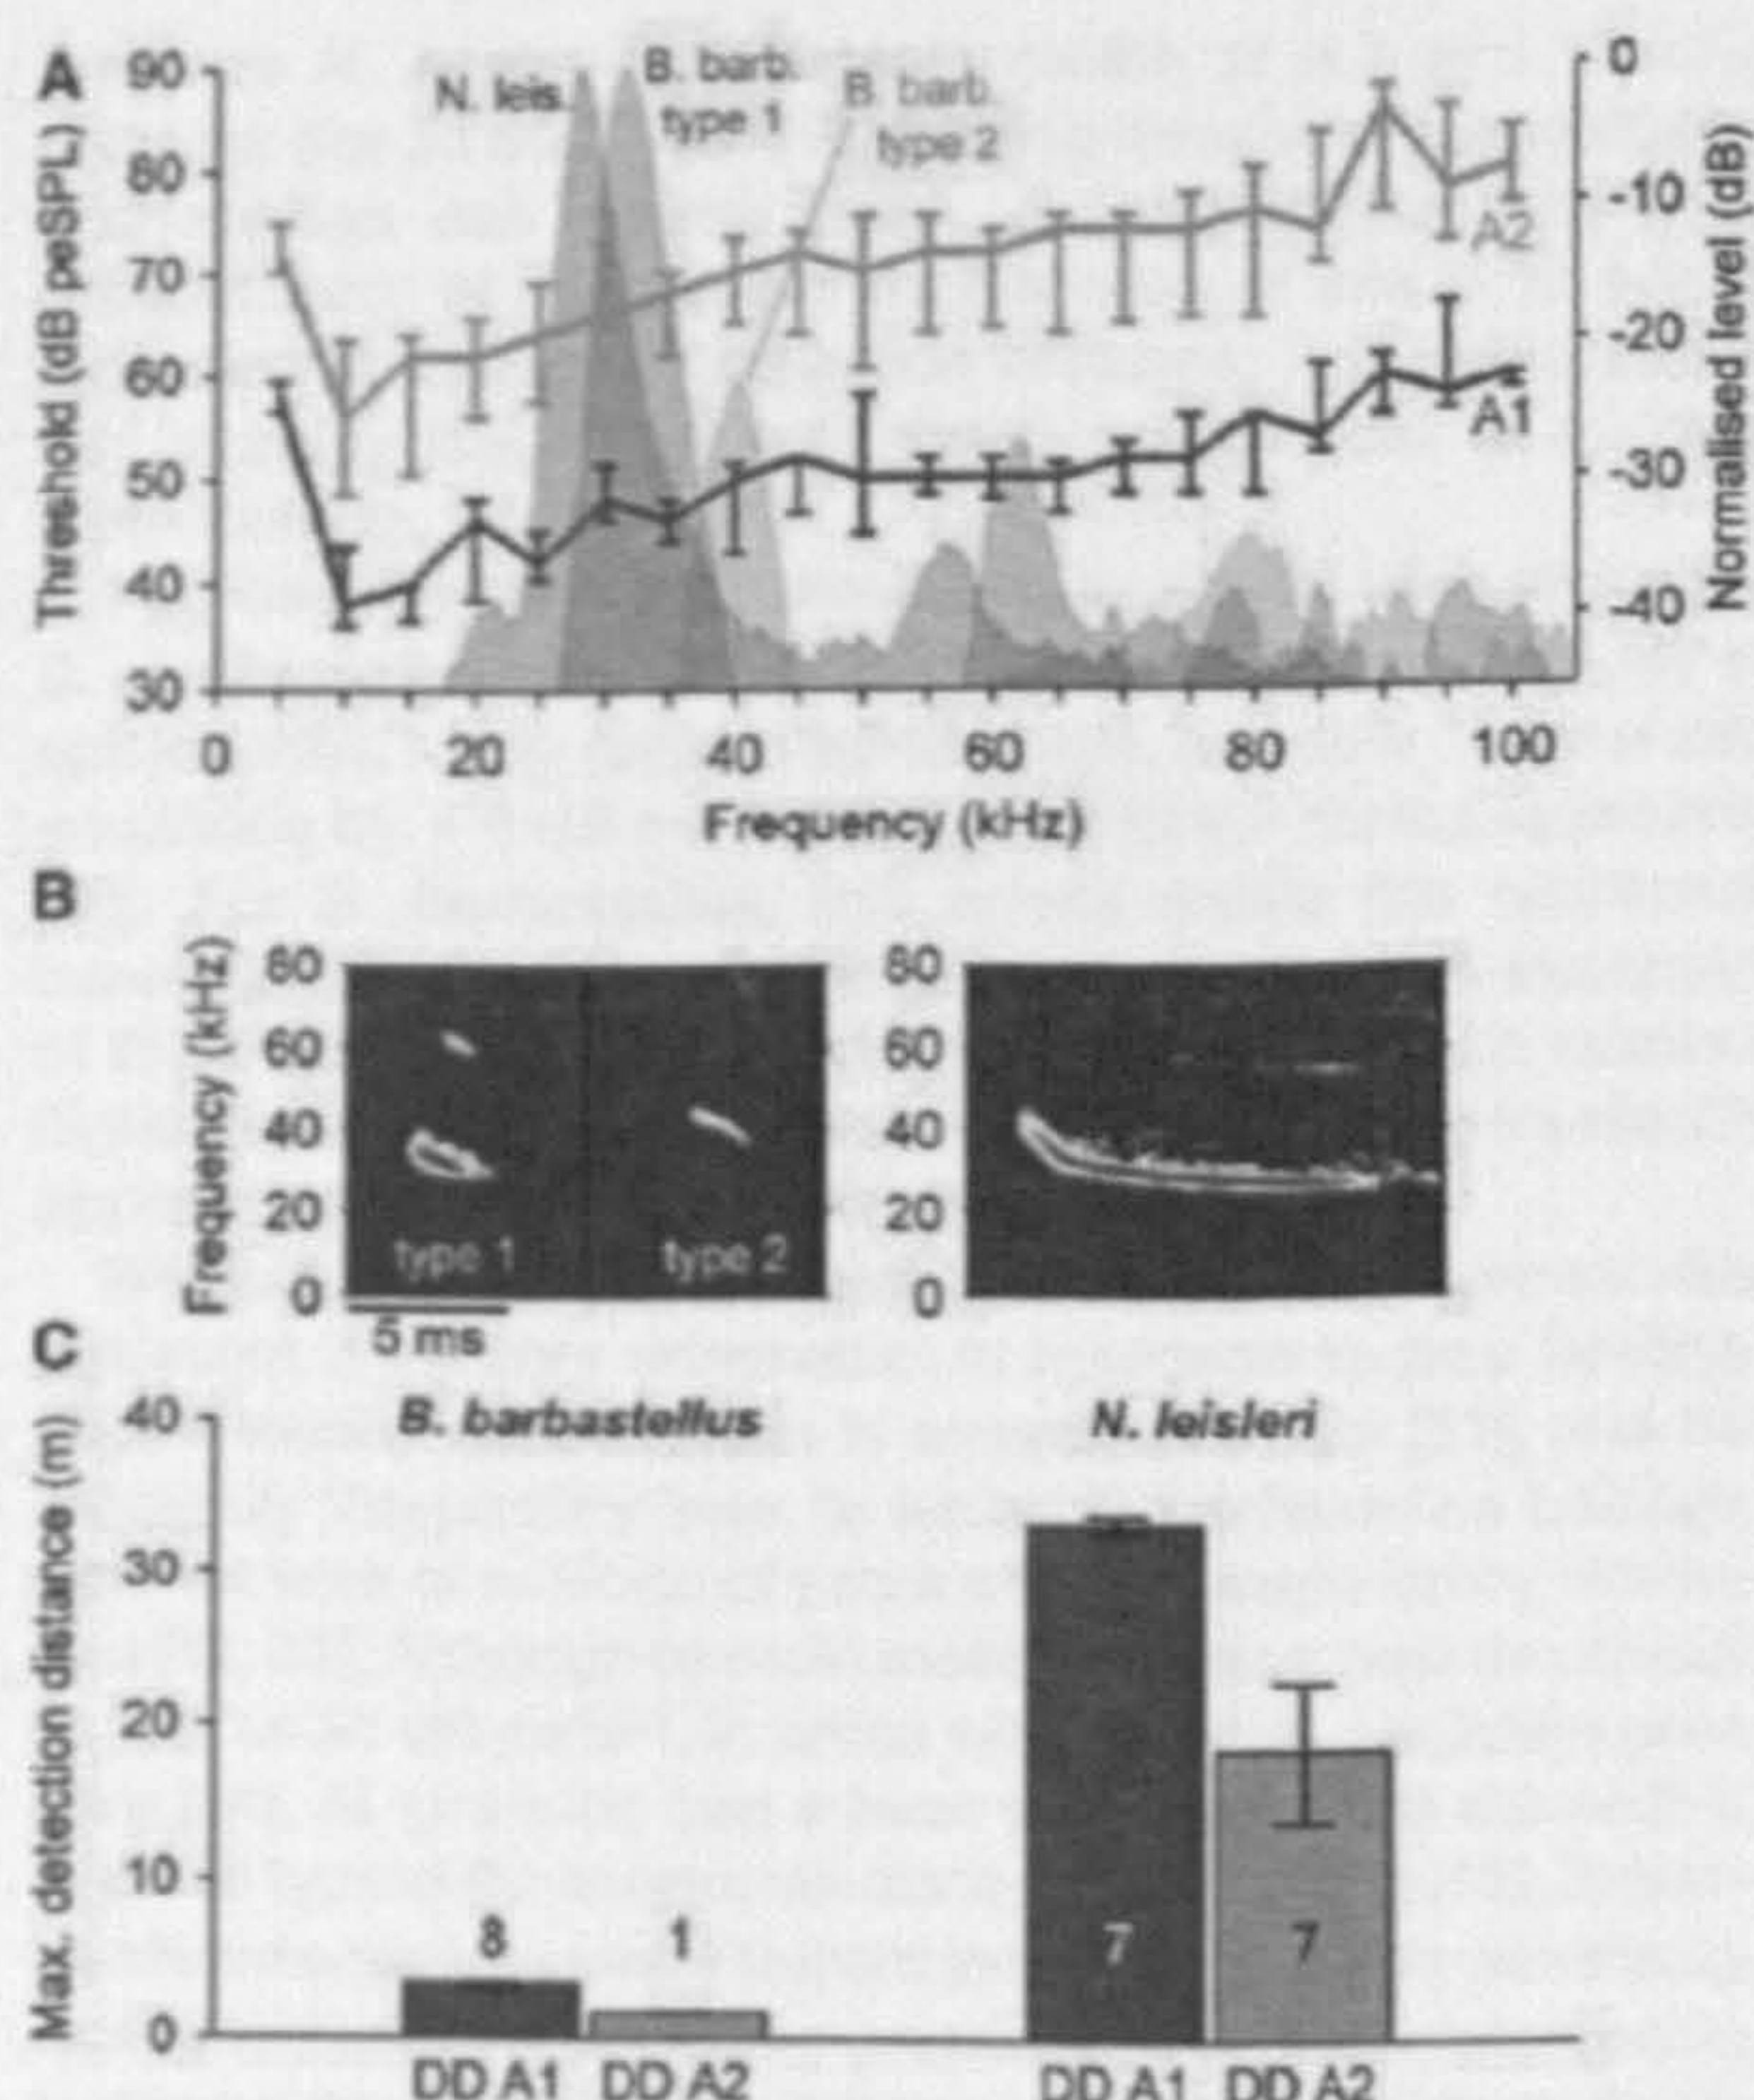 A
90
80
70
60
50
40
30
Threshold (dB peSPL)
N. leis.
B. barb.
type 1
B. barb.
type 2
A2
A1
0
-10
-20
-30
-40
Normalised level (dB)
0 20 40 60 80 100
Frequency (kHz)
B
Frequency (kHz)
80
60
40
20
0
type 1 type 2
5 ms
80
60
40
20
0
C
Max. detection distance (m)
40
30
20
10
0
B. barbastellus N. leisleri
8 1 7 7
DD A1 DD A2 DD A1 DD A2